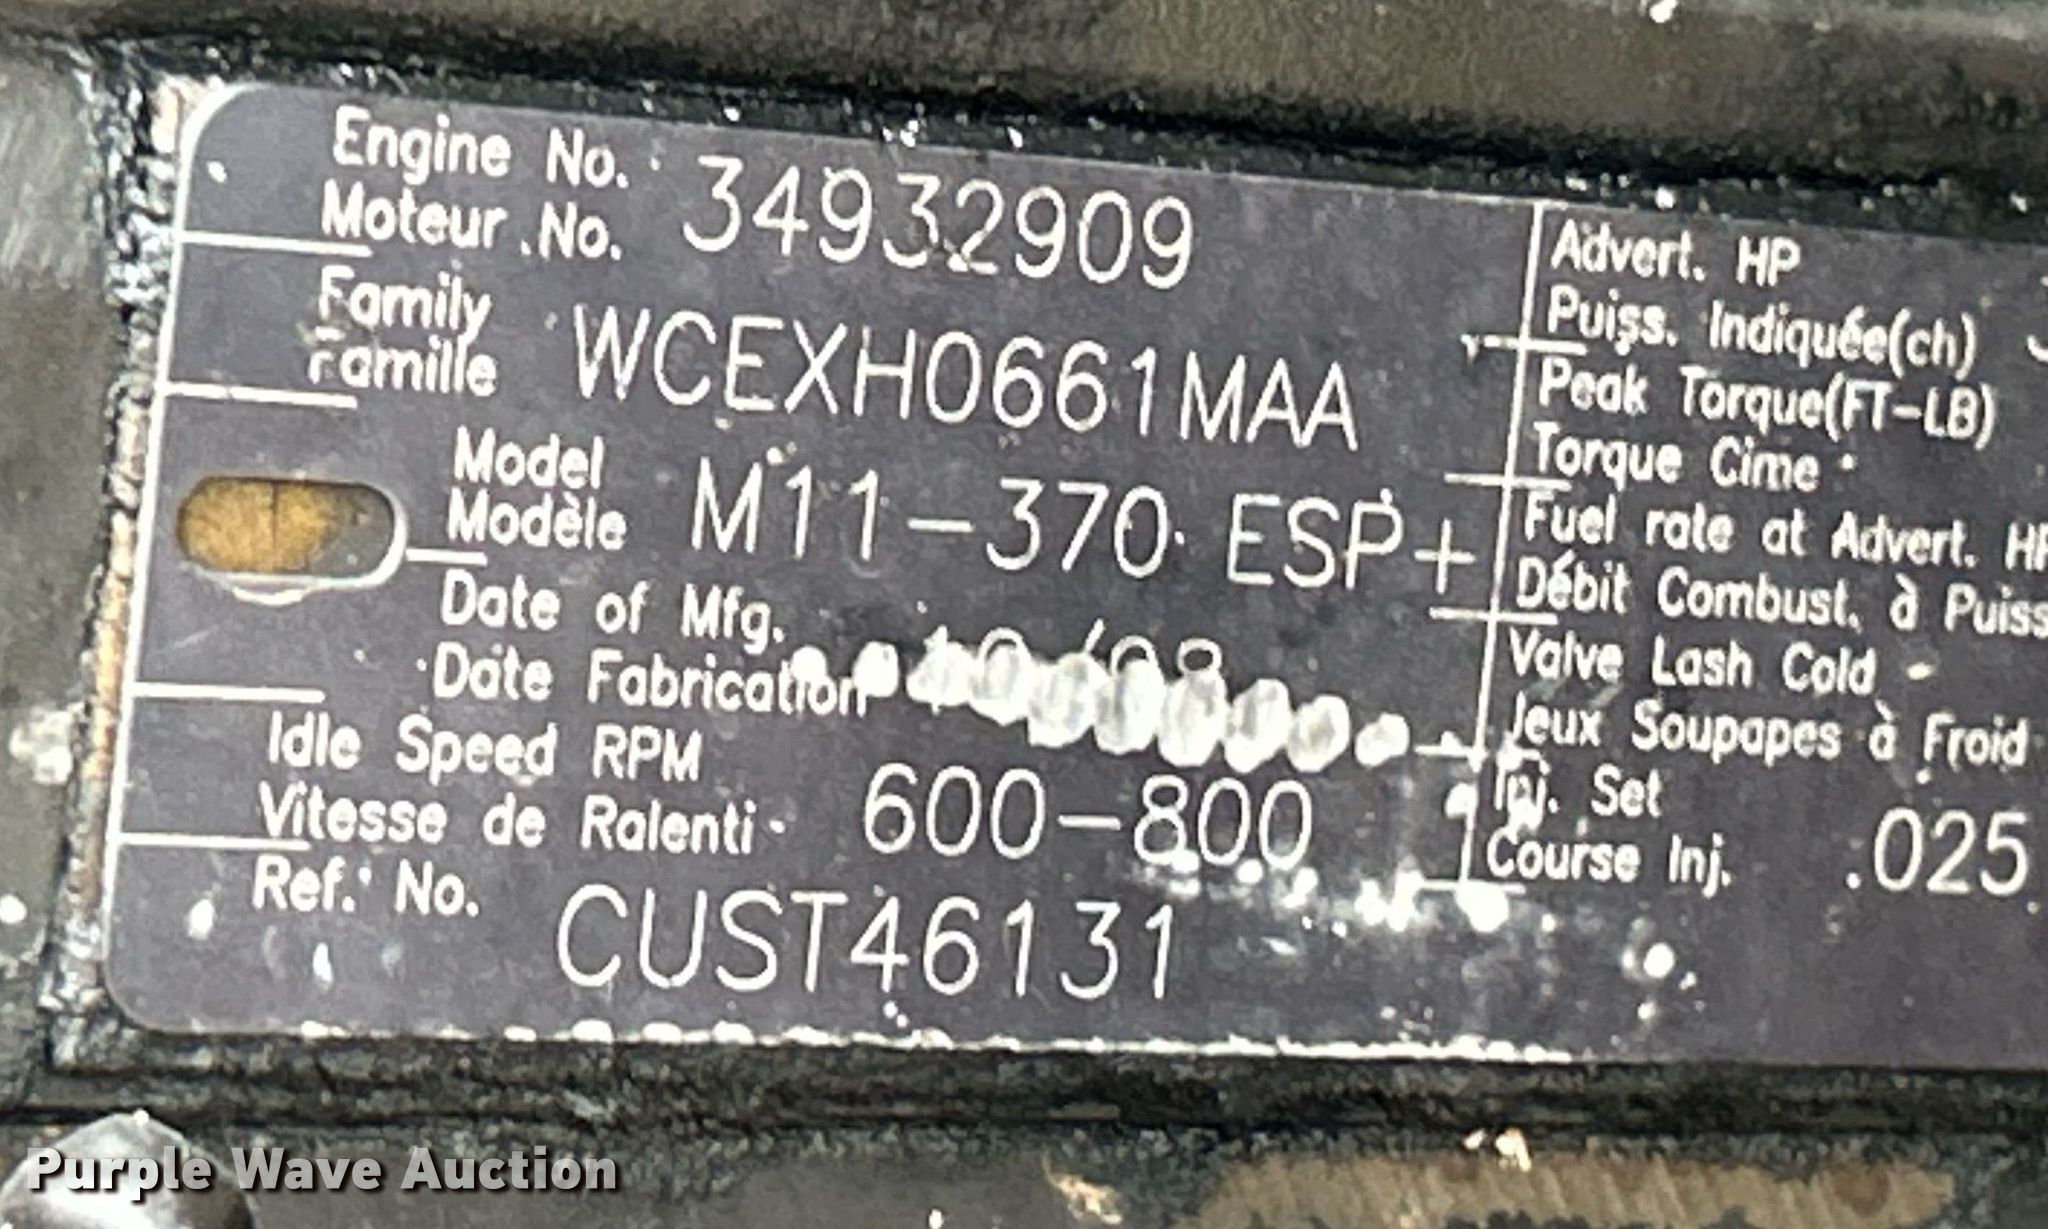 Engine No.
Moteur No. 34932909
Family
Famille WCEXH0661MAA
Model
Modèle M11-370 ESP+
Date of Mfg.
Date Fabrication
Idle Speed RPM
Vitesse de Ralenti 600-800
Ref. No. CUST46131
Advert. HP
Puiss. Indiquée(ch)
Peak Torque(FT-LB)
Torque Cime
Fuel rate at Advert. HP
Débit Combust. à Puiss
Valve Lash Cold
Jeux Soupapes à Froid
Inj. Set
Course Inj. .025
Purple Wave Auction